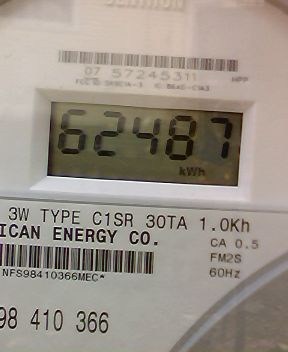 07 57245311
62487
kWh
3W TYPE C1SR 30TA 1.0Kh
ICAN ENERGY CO.
CA 0.5
FM2S
60Hz
NFS98410366MEC*
98 410 366